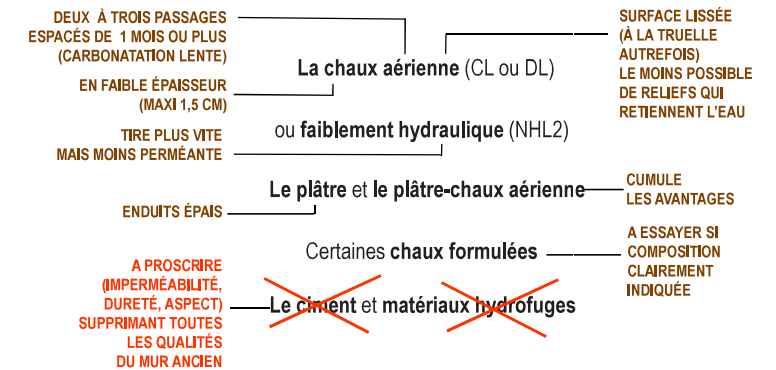 DEUX À TROIS PASSAGES
ESPACÉS DE 1 MOIS OU PLUS
(CARBONATATION LENTE)
SURFACE LISSÉE
(À LA TRUELLE
AUTREFOIS)
LE MOINS POSSIBLE
DE RELIEFS QUI
RETIENNENT L'EAU
La chaux aérienne (CL ou DL)
EN FAIBLE ÉPAISSEUR
(MAXI 1,5 CM)
ou faiblement hydraulique (NHL2)
TIRE PLUS VITE
MAIS MOINS PERMÉANTE
Le plâtre et le plâtre-chaux aérienne
CUMULE
LES AVANTAGES
ENDUITS ÉPAIS
Certaines chaux formulées
A ESSAYER SI
COMPOSITION
CLAIREMENT
INDIQUÉE
A PROSCRIRE
(IMPERMÉABILITÉ,
DURETÉ, ASPECT)
SUPPRIMANT TOUTES
LES QUALITÉS
DU MUR ANCIEN
Le ciment et matériaux hydrofuges